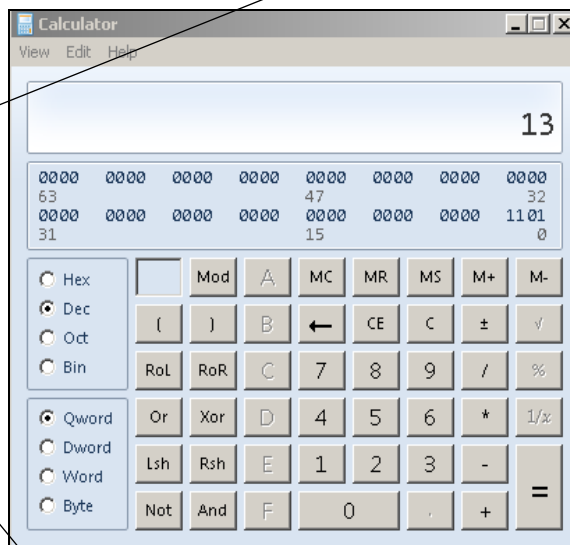 Calculator
View Edit Help
13
0000 0000 0000 0000 0000 0000 0000 0000
63 47 32
0000 0000 0000 0000 0000 0000 0000 1101
31 15 0
Hex Mod A MC MR MS M+ M-
Dec ( ) B ← CE C ± √
Oct
Bin RoL RoR C 7 8 9 / %
Qword Or Xor D 4 5 6 * 1/x
Dword Lsh Rsh E 1 2 3 - =
Word
Byte Not And F 0 , +